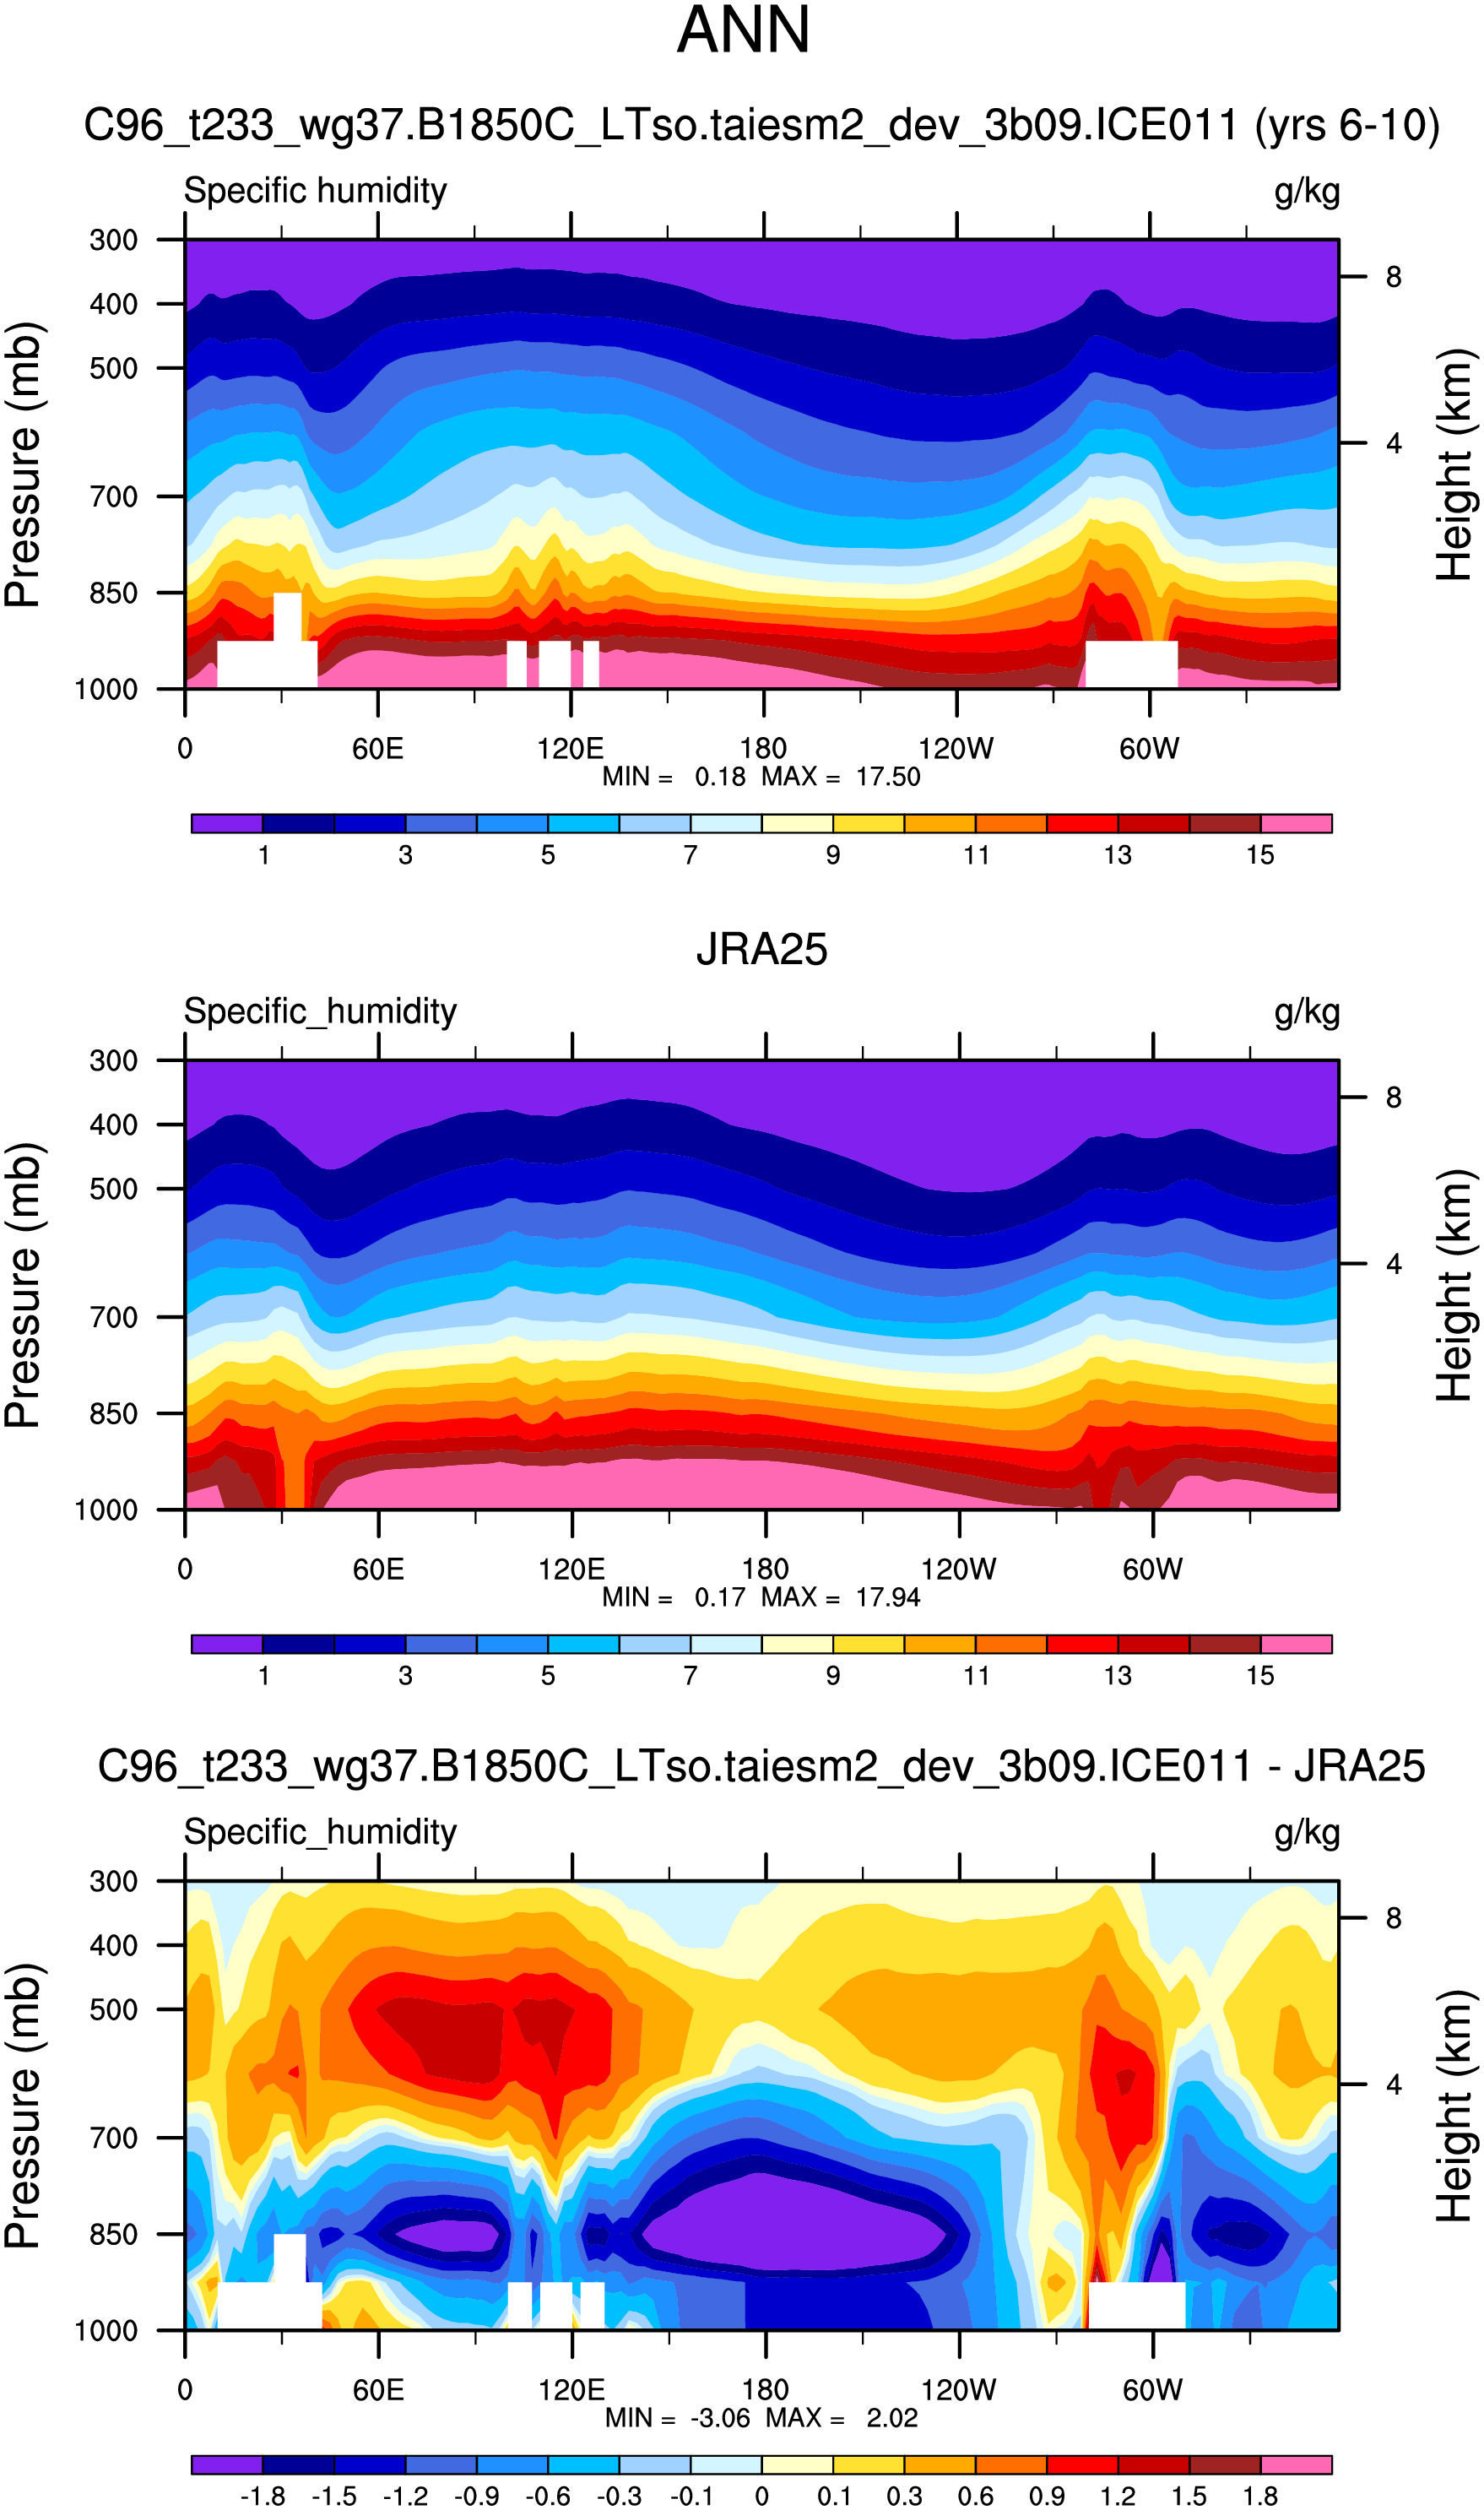 ANN
C96_t233_wg37.B1850C_LTso.taiesm2_dev_3b09.ICE011 (yrs 6-10)
Specific humidity g/kg
Pressure (mb)
300
400
500
700
850
1000
8
4
Height (km)
0 60E 120E 180 120W 60W
MIN = 0.18 MAX = 17.50
1 3 5 7 9 11 13 15
JRA25
Specific_humidity g/kg
Pressure (mb)
300
400
500
700
850
1000
8
4
Height (km)
0 60E 120E 180 120W 60W
MIN = 0.17 MAX = 17.94
1 3 5 7 9 11 13 15
C96_t233_wg37.B1850C_LTso.taiesm2_dev_3b09.ICE011 - JRA25
Specific_humidity g/kg
Pressure (mb)
300
400
500
700
850
1000
8
4
Height (km)
0 60E 120E 180 120W 60W
MIN = -3.06 MAX = 2.02
-1.8 -1.5 -1.2 -0.9 -0.6 -0.3 -0.1 0 0.1 0.3 0.6 0.9 1.2 1.5 1.8